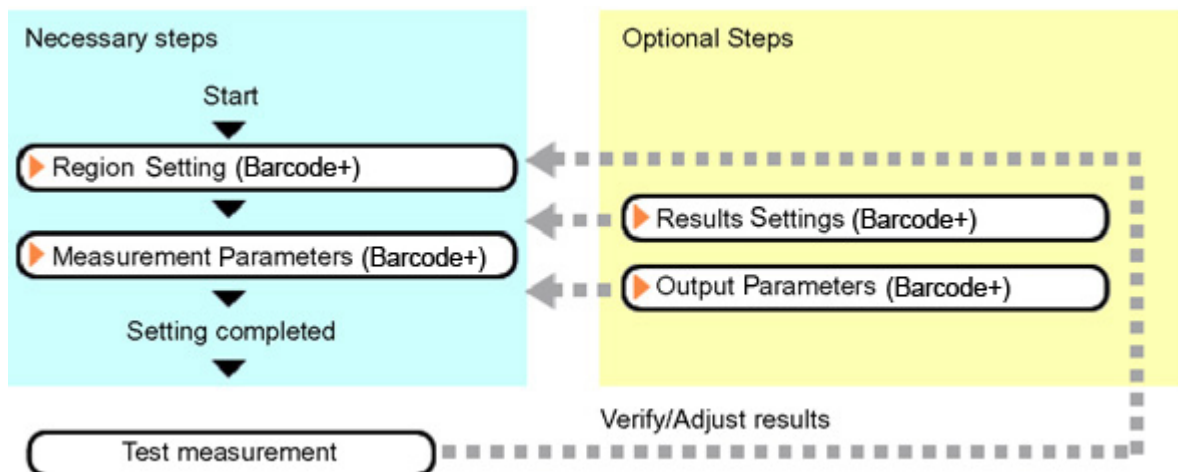 Necessary steps
Start
Region Setting (Barcode+)
Measurement Parameters (Barcode+)
Setting completed
Optional Steps
Results Settings (Barcode+)
Output Parameters (Barcode+)
Verify/Adjust results
Test measurement